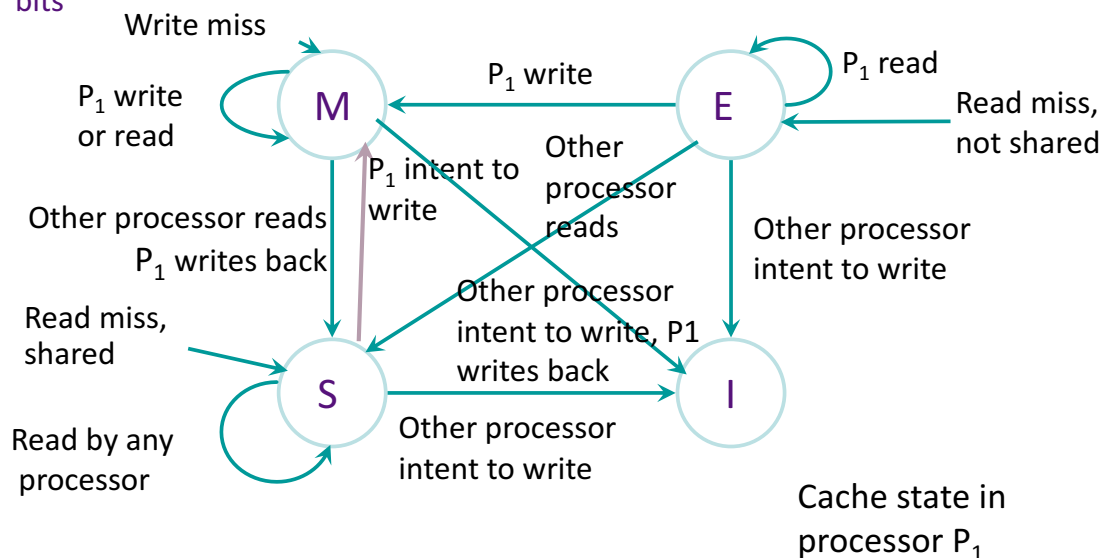 bits
Write miss
P₁ write
or read
M
P₁ write
E
P₁ read
Read miss,
not shared
P₁ intent to
write
Other
processor
reads
Other processor reads
P₁ writes back
Other processor
intent to write
Other processor
intent to write, P1
writes back
Read miss,
shared
S
I
Read by any
processor
Other processor
intent to write
Cache state in
processor P₁